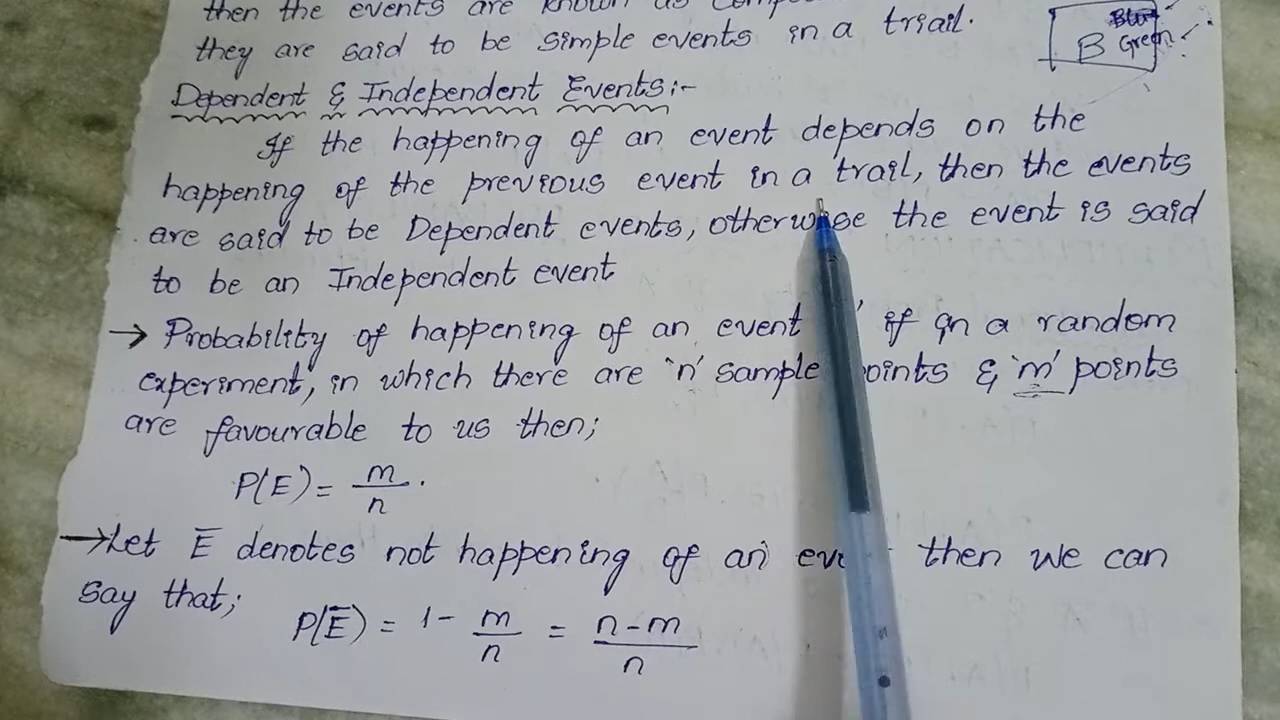 then the events are known as
they are said to be simple events in a triail.
B Green
Dependent & Independent Events:-
If the happening of an event depends on the
happening of the previous event in a trail, then the events
are said to be Dependent events, otherwise the event is said
to be an Independent event
→ Probability of happening of an event ' if in a random
experiment, in which there are 'n' sample points & 'm' points
are favourable to us then;
P(E) = m/n.
→ Let E̅ denotes not happening of an then we can
say that;
P(E̅) = 1 - m/n = n-m/n